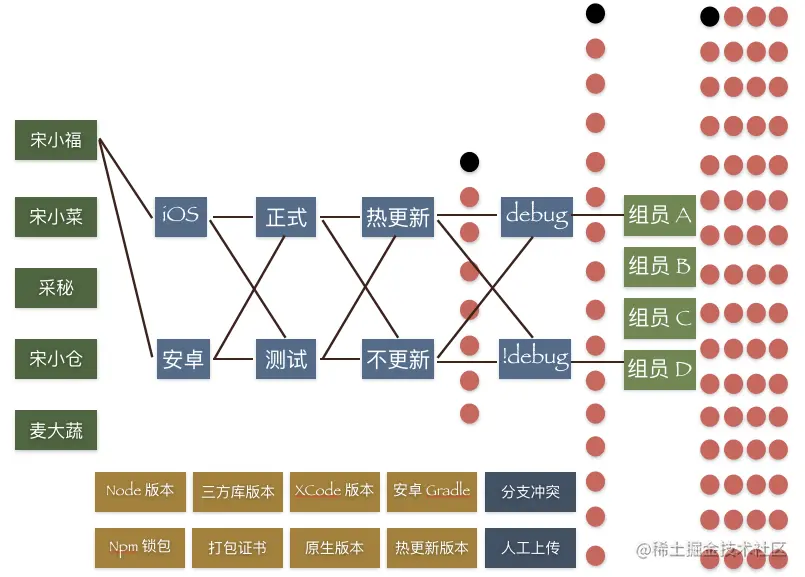 宋小福
宋小菜
采秘
宋小仓
麦大蔬
iOS
正式
热更新
debug
安卓
测试
不更新
!debug
组员 A
组员 B
组员 C
组员 D
Node 版本
三方库版本
XCode 版本
安卓 Gradle
分支冲突
Npm 锁包
打包证书
原生版本
热更新版本
人工上传
@稀土掘金技术社区